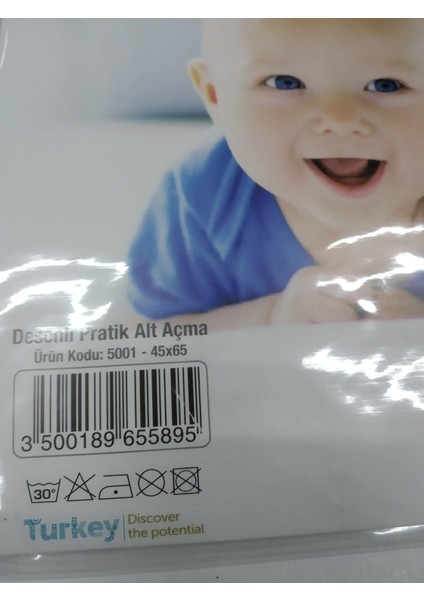 Desenli Pratik Alt Açma
Ürün Kodu: 5001 - 45x65
3 500189 655895
30°
Turkey
Discover
the potential